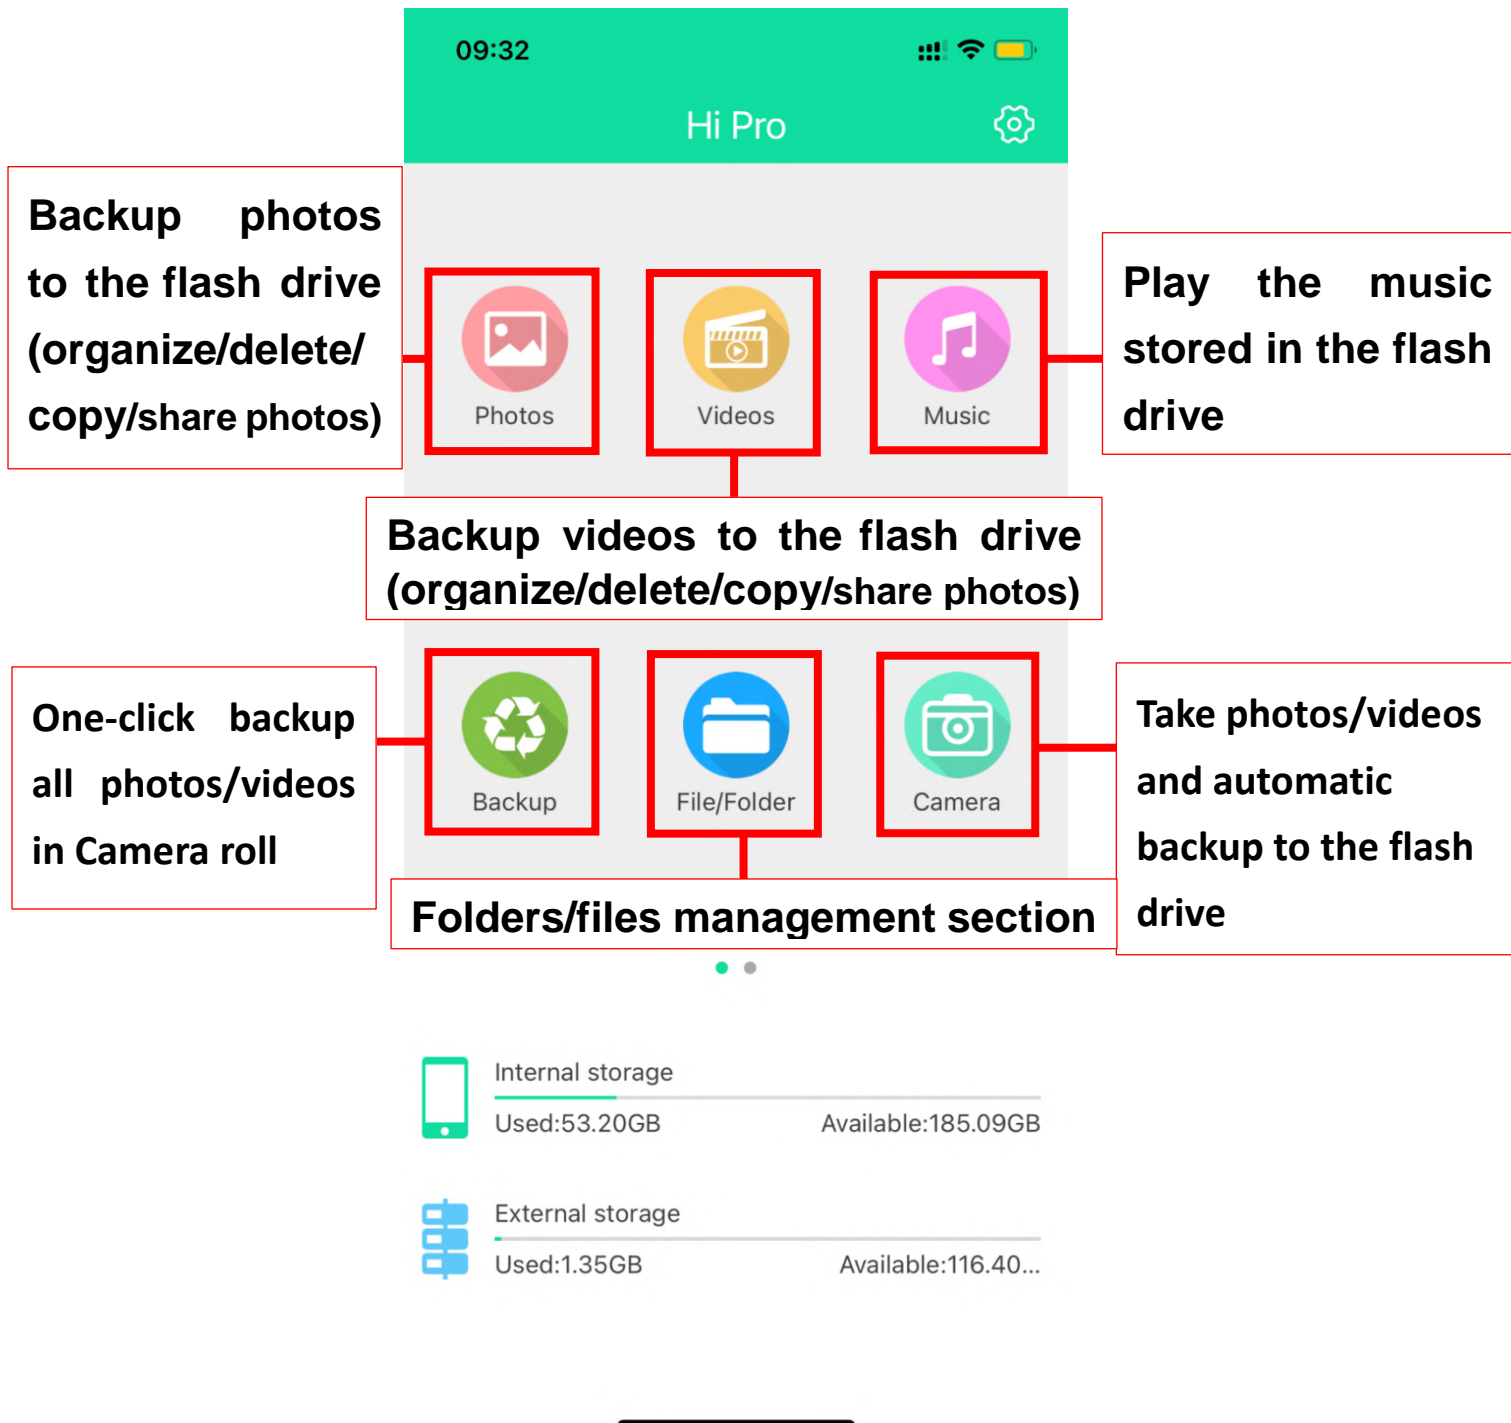 09:32
Hi Pro
Backup photos
to the flash drive
(organize/delete/
copy/share photos)
Play the music
stored in the flash
drive
Photos
Videos
Music
Backup videos to the flash drive
(organize/delete/copy/share photos)
One-click backup
all photos/videos
in Camera roll
Backup
File/Folder
Camera
Take photos/videos
and automatic
backup to the flash
drive
Folders/files management section
Internal storage
Used:53.20GB Available:185.09GB
External storage
Used:1.35GB Available:116.40...